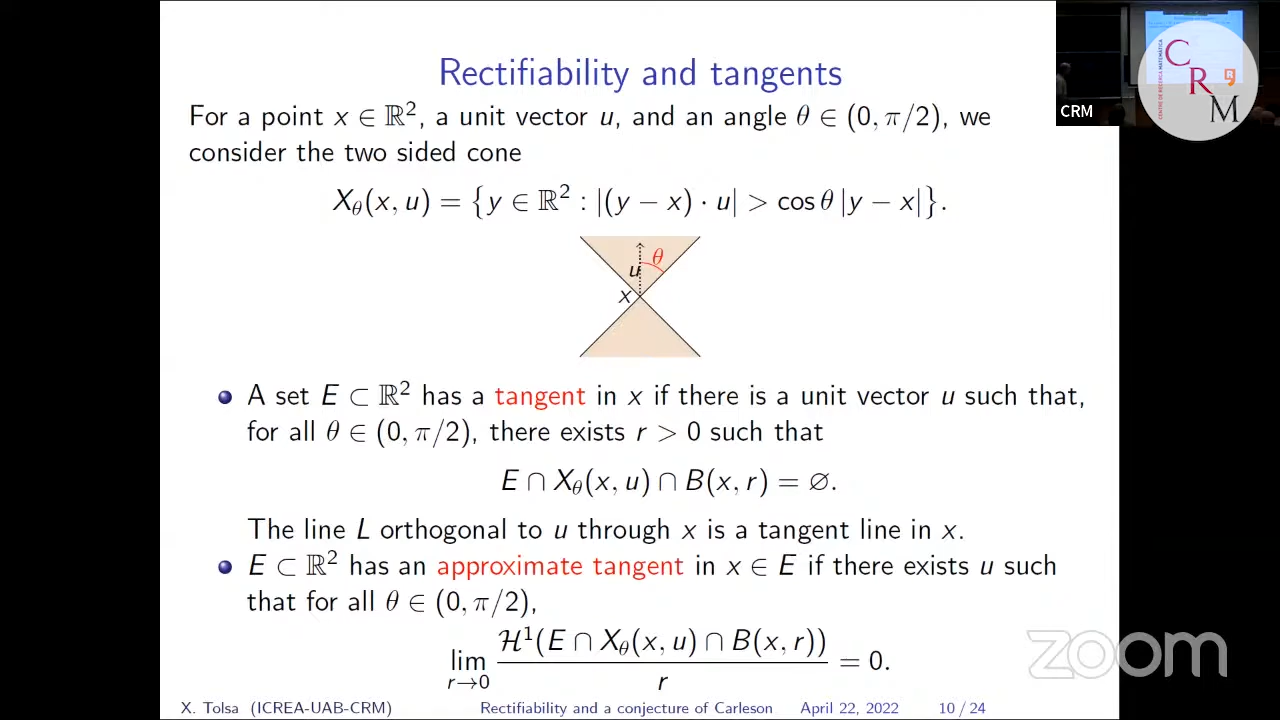 Rectifiability and tangents
For a point x ∈ ℝ², a unit vector u, and an angle θ ∈ (0, π/2), we
consider the two sided cone
X_θ(x, u) = {y ∈ ℝ² : |(y − x) · u| > cos θ |y − x|}.
θ
u
x
A set E ⊂ ℝ² has a tangent in x if there is a unit vector u such that,
for all θ ∈ (0, π/2), there exists r > 0 such that
E ∩ X_θ(x, u) ∩ B(x, r) = ∅.
The line L orthogonal to u through x is a tangent line in x.
E ⊂ ℝ² has an approximate tangent in x ∈ E if there exists u such
that for all θ ∈ (0, π/2),
lim_{r→0} ℋ¹(E ∩ X_θ(x, u) ∩ B(x, r)) / r = 0.
X. Tolsa (ICREA-UAB-CRM) Rectifiability and a conjecture of Carleson April 22, 2022 10 / 24
CRM
CENTRE DE RECERCA MATEMÀTICA
C
R
M
zoom